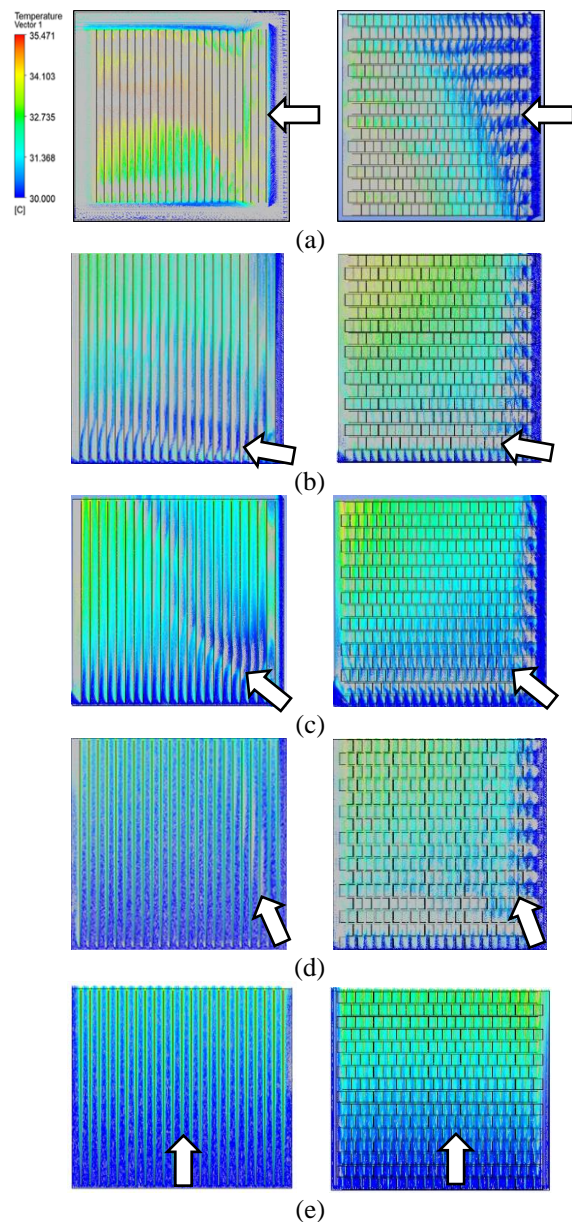 Temperature
Vector 1
35.471
34.103
32.735
31.368
30.000
[C]
(a)
(b)
(c)
(d)
(e)